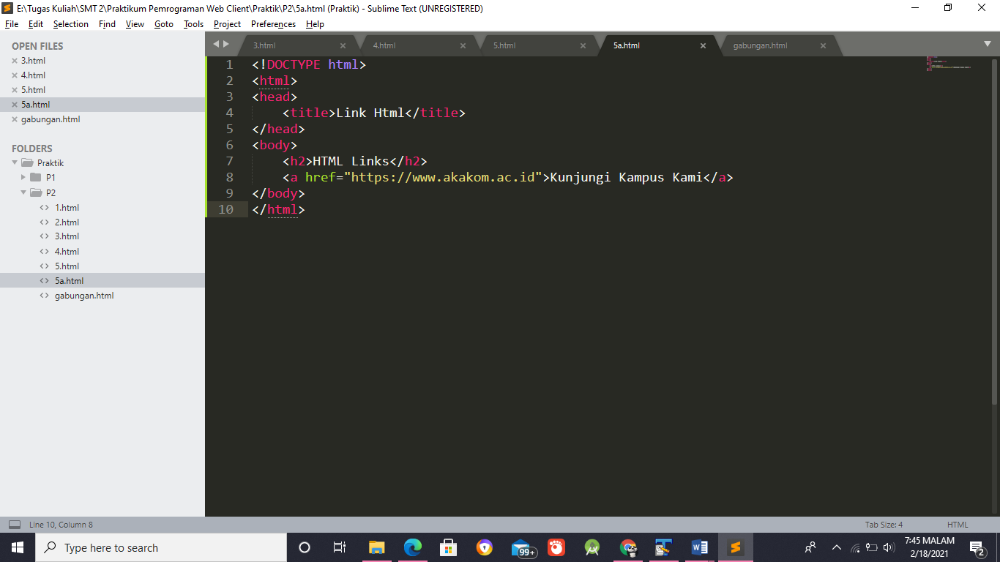 E:\Tugas Kuliah\SMT 2\Praktikum Pemrograman Web Client\Praktik\P2\5a.html (Praktik) - Sublime Text (UNREGISTERED)
File Edit Selection Find View Goto Tools Project Preferences Help
OPEN FILES
3.html
4.html
5.html
5a.html
gabungan.html
FOLDERS
Praktik
P1
P2
1.html
2.html
3.html
4.html
5.html
5a.html
gabungan.html
3.html 4.html 5.html 5a.html gabungan.html
1 <!DOCTYPE html>
2 <html>
3 <head>
4 <title>Link Html</title>
5 </head>
6 <body>
7 <h2>HTML Links</h2>
8 <a href="https://www.akakom.ac.id">Kunjungi Kampus Kami</a>
9 </body>
10 </html>
Line 10, Column 8 Tab Size: 4 HTML
Type here to search
99+
7:45 MALAM
2/18/2021
2